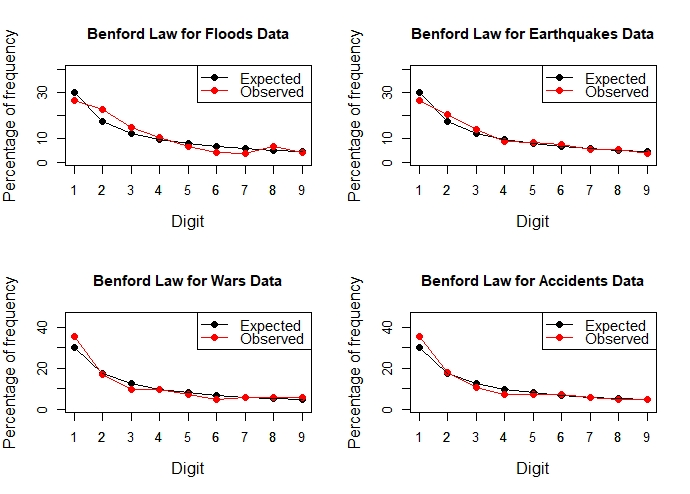 Benford Law for Floods Data
Percentage of frequency
0 10 30
Expected
Observed
1 2 3 4 5 6 7 8 9
Digit
Benford Law for Earthquakes Data
Percentage of frequency
0 10 30
Expected
Observed
1 2 3 4 5 6 7 8 9
Digit
Benford Law for Wars Data
Percentage of frequency
0 20 40
Expected
Observed
1 2 3 4 5 6 7 8 9
Digit
Benford Law for Accidents Data
Percentage of frequency
0 20 40
Expected
Observed
1 2 3 4 5 6 7 8 9
Digit